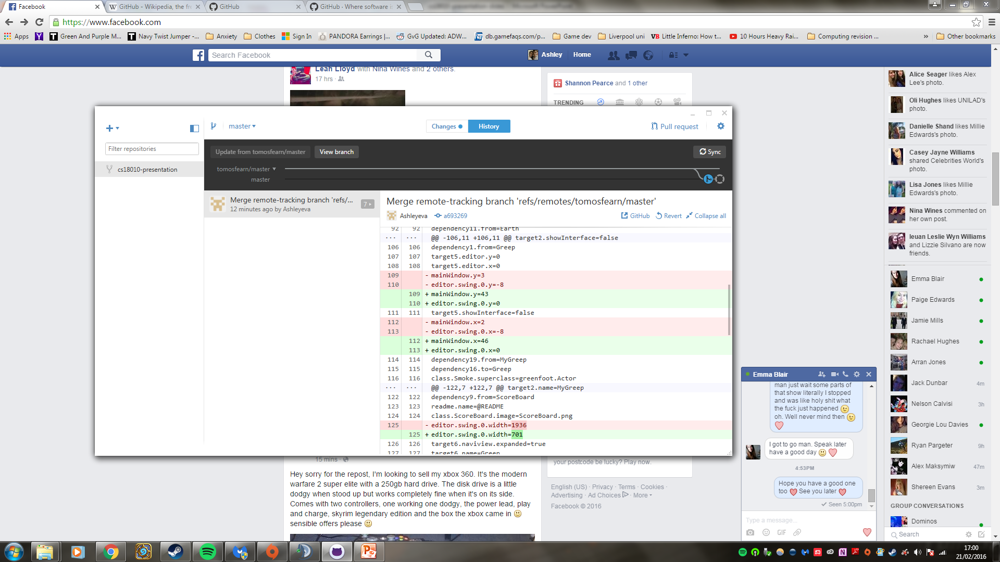 Facebook
GitHub - Wikipedia, the fre
GitHub
GitHub · Where software is
https://www.facebook.com
Apps
Green And Purple M...
Navy Twist Jumper -...
Anxiety
Clothes
Sign In
PANDORA Earrings |...
GvG Updated: ADW...
db.gamefaqs.com/p...
Game dev
Liverpool uni
Little Inferno: How t...
10 Hours Heavy Rai...
Computing revision ...
»
Other bookmarks
Search Facebook
Ashley
Home
Leah Lloyd with Nina Wines and 2 others.
17 hrs ·
Shannon Pearce and 1 other
TRENDING
master
Changes
History
Pull request
Filter repositories
cs18010-presentation
Update from tomosfearn/master
View branch
Sync
tomosfearn/master
master
Merge remote-tracking branch 'refs/...
12 minutes ago by Ashleyeva
7
Merge remote-tracking branch 'refs/remotes/tomosfearn/master'
Ashleyeva
a693269
GitHub
Revert
Collapse all
92 92 dependency11.from=Earth
... ... @@ -106,11 +106,11 @@ target2.showInterface=false
106 106 dependency1.from=Greep
107 107 target5.editor.y=0
108 108 target5.editor.x=0
109 - mainWindow.y=3
110 - editor.swing.0.y=-8
109 + mainWindow.y=43
110 + editor.swing.0.y=0
111 111 target5.showInterface=false
112 - mainWindow.x=2
113 - editor.swing.0.x=-8
112 + mainWindow.x=46
113 + editor.swing.0.x=0
114 114 dependency19.from=MyGreep
115 115 dependency16.to=Greep
116 116 class.Smoke.superclass=greenfoot.Actor
... ... @@ -122,7 +122,7 @@ target2.name=MyGreep
122 122 dependency9.from=ScoreBoard
123 123 readme.name=@README
124 124 class.ScoreBoard.image=ScoreBoard.png
125 - editor.swing.0.width=1936
125 + editor.swing.0.width=701
126 126 target6.naviview.expanded=true
127 127 target6.name=Greep
15 mins ·
Hey sorry for the repost, I'm looking to sell my xbox 360. It's the modern
warfare 2 super elite with a 250gb hard drive. The disk drive is a little
dodgy when stood up but works completely fine when it's on its side.
Comes with two controllers, one working one dodgy, the power lead, play
and charge, skyrim legendary edition and the box the xbox came in
sensible offers please
your postcode be lucky? Play now.
English (US) · Privacy · Terms · Cookies ·
Advertising · Ad Choices · More
Facebook © 2016
Alice Seager likes Alex
Lee's photo.
Oli Hughes likes UNILAD's
photo.
Danielle Shand likes Millie
Edwards's photo.
Casey Jayne Williams
shared Celebrities World's
photo.
Lisa Jones likes Millie
Edwards's photo.
Nina Wines commented on
her own post.
Ieuan Leslie Wyn Williams
and Lizzie Silvano are now
friends.
Emma Blair
Paige Edwards
Jamie Mills
Rachael Hughes
Arran Jones
Jack Dunbar 4m
Nelson Calvisi 3h
Georgie Lou Davies
Ryan Pargeter 9h
Alex Maksymiw 47m
Shereen Evans 3m
GROUP CONVERSATIONS
Dominos
Search
Emma Blair
man just wait some parts of
that show literally I stopped
and was like holy shit what
the fuck just happened
oh. Well never mind then
I got to go man. Speak later
have a good day
4:53PM
Hope you have a good one
too See you later
Seen 5:00pm
Type a message...
GIF
17:00
21/02/2016